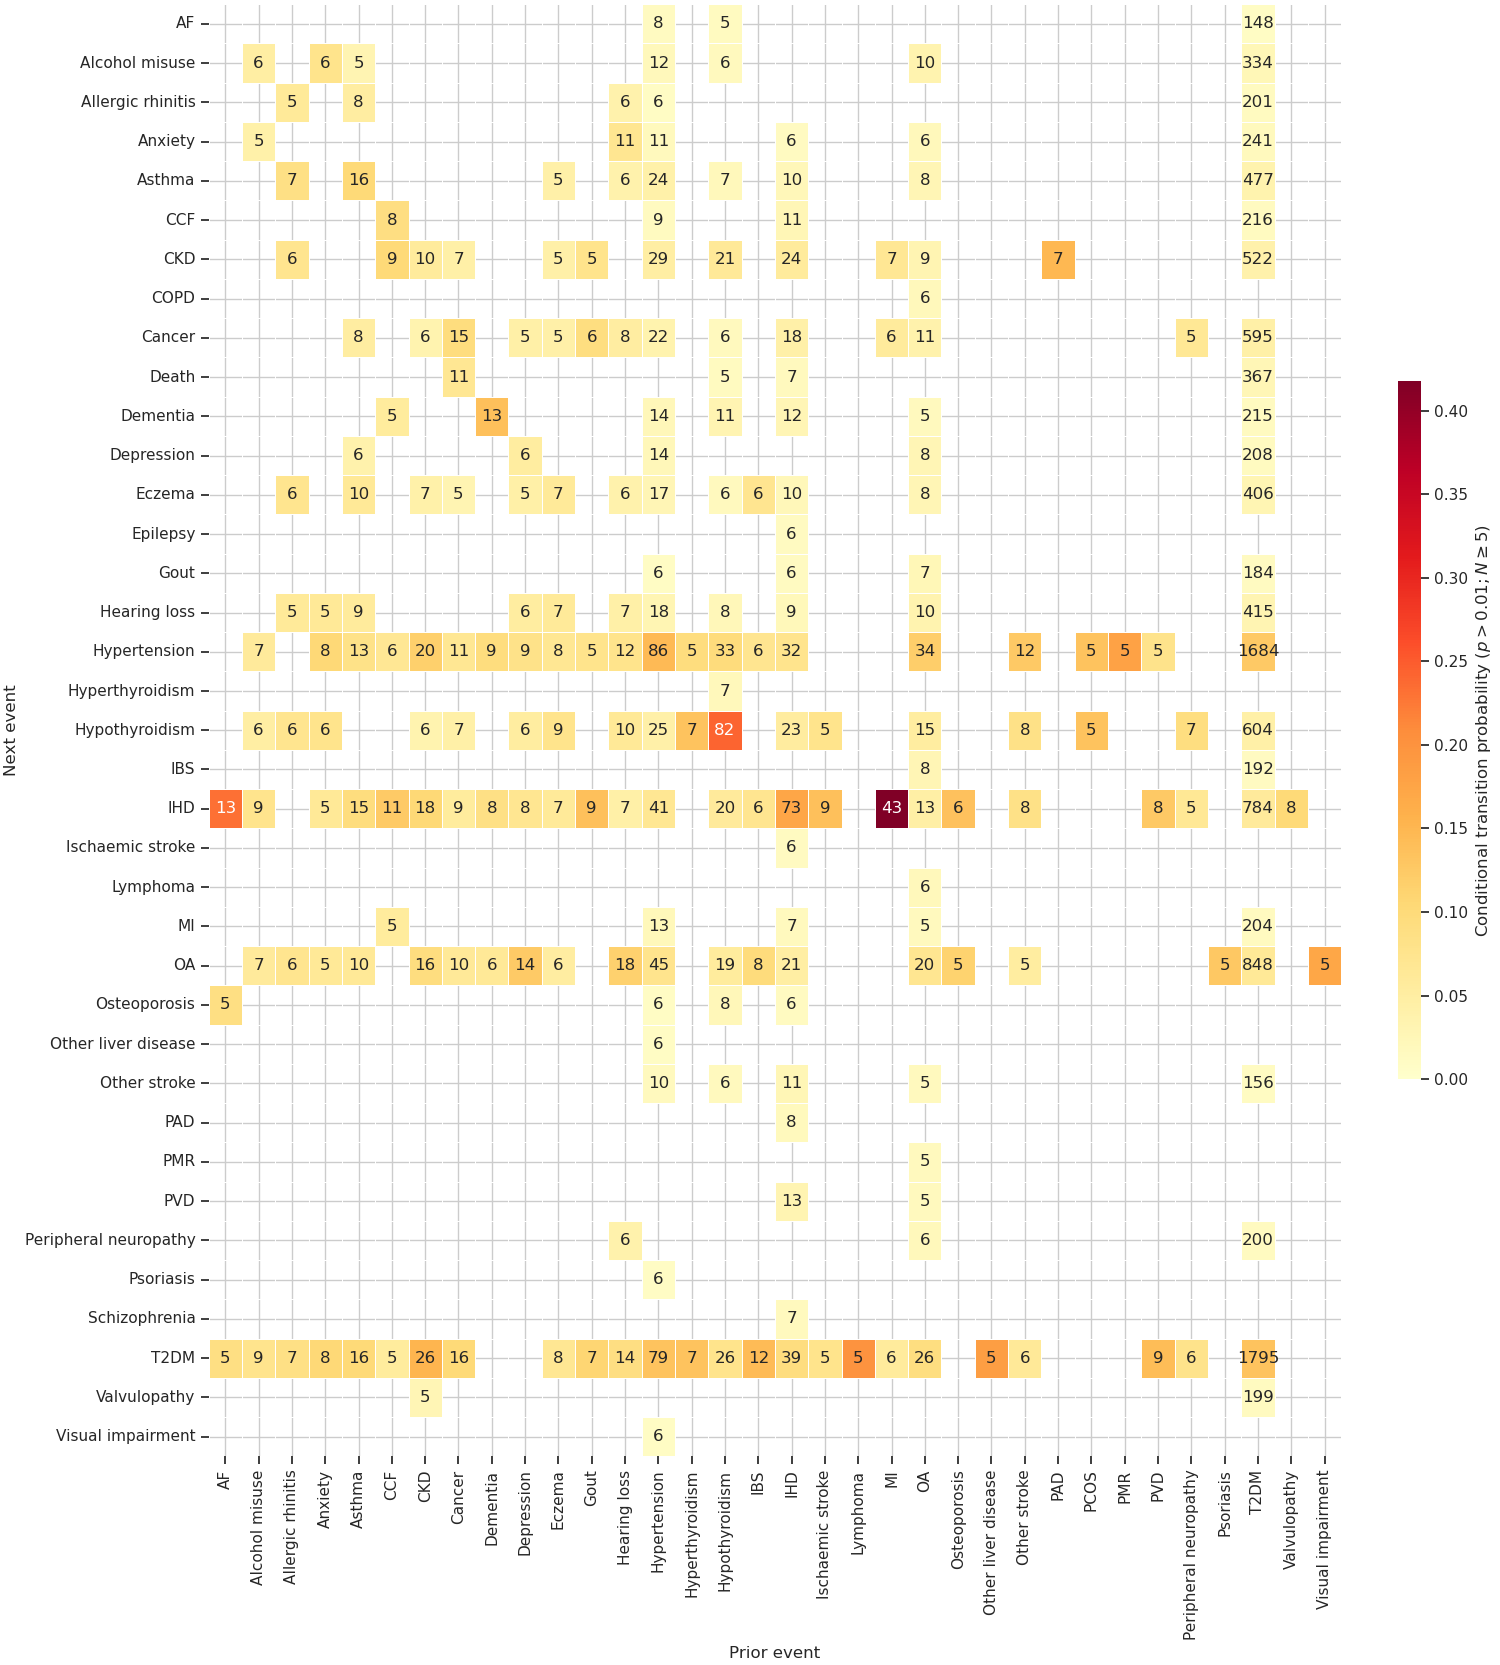 AF 8 5 148
Alcohol misuse 6 6 5 12 6 10 334
Allergic rhinitis 5 8 6 6 201
Anxiety 5 11 11 6 6 241
Asthma 7 16 5 6 24 7 10 8 477
CCF 8 9 11 216
CKD 6 9 10 7 5 5 29 21 24 7 9 7 522
COPD 6
Cancer 8 6 15 5 5 6 8 22 6 18 6 11 5 595
Death 11 5 7 367
Dementia 5 13 14 11 12 5 215
Depression 6 6 14 8 208
Eczema 6 10 7 5 5 7 6 17 6 6 10 8 406
Epilepsy 6
Gout 6 6 7 184
Hearing loss 5 5 9 6 7 7 18 8 9 10 415
Hypertension 7 8 13 6 20 11 9 9 8 5 12 86 5 33 6 32 34 12 5 5 5 1684
Hyperthyroidism 7
Hypothyroidism 6 6 6 6 7 6 9 10 25 7 82 23 5 15 8 5 7 604
IBS 8 192
IHD 13 9 5 15 11 18 9 8 8 7 9 7 41 20 6 73 9 43 13 6 8 8 5 784 8
Ischaemic stroke 6
Lymphoma 6
MI 5 13 7 5 204
OA 7 6 5 10 16 10 6 14 6 18 45 19 8 21 20 5 5 5 848 5
Osteoporosis 5 6 8 6
Other liver disease 6
Other stroke 10 6 11 5 156
PAD 8
PMR 5
PVD 13 5
Peripheral neuropathy 6 6 200
Psoriasis 6
Schizophrenia 7
T2DM 5 9 7 8 16 5 26 16 8 7 14 79 7 26 12 39 5 5 6 26 5 6 9 6 1795
Valvulopathy 5 199
Visual impairment 6
Next event
AF
Alcohol misuse
Allergic rhinitis
Anxiety
Asthma
CCF
CKD
Cancer
Dementia
Depression
Eczema
Gout
Hearing loss
Hypertension
Hyperthyroidism
Hypothyroidism
IBS
IHD
Ischaemic stroke
Lymphoma
MI
OA
Osteoporosis
Other liver disease
Other stroke
PAD
PCOS
PMR
PVD
Peripheral neuropathy
Psoriasis
T2DM
Valvulopathy
Visual impairment
Prior event
0.40
0.35
0.30
0.25
0.20
0.15
0.10
0.05
0.00
Conditional transition probability (p > 0.01; N ≥ 5)